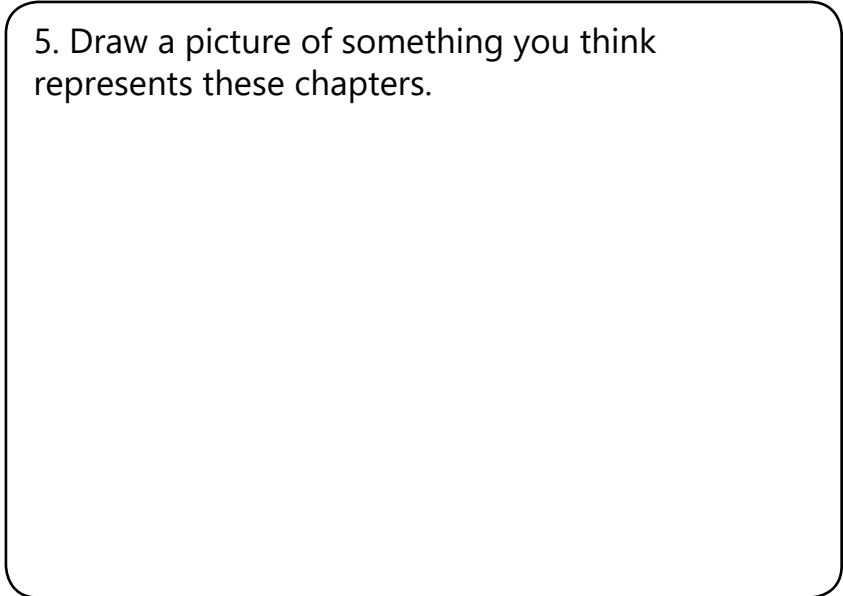 5. Draw a picture of something you think
represents these chapters.